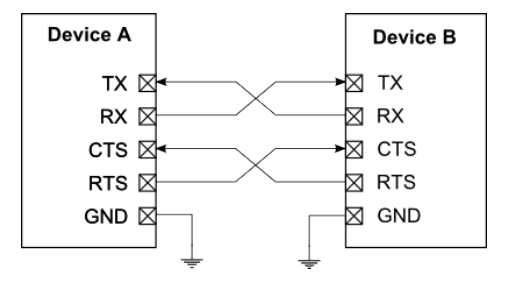 Device A
Device B
TX
TX
RX
RX
CTS
CTS
RTS
RTS
GND
GND